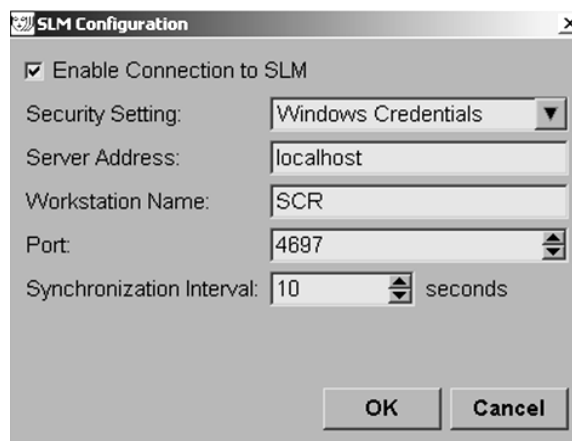 SLM Configuration
Enable Connection to SLM
Security Setting: Windows Credentials
Server Address: localhost
Workstation Name: SCR
Port: 4697
Synchronization Interval: 10 seconds
OK Cancel